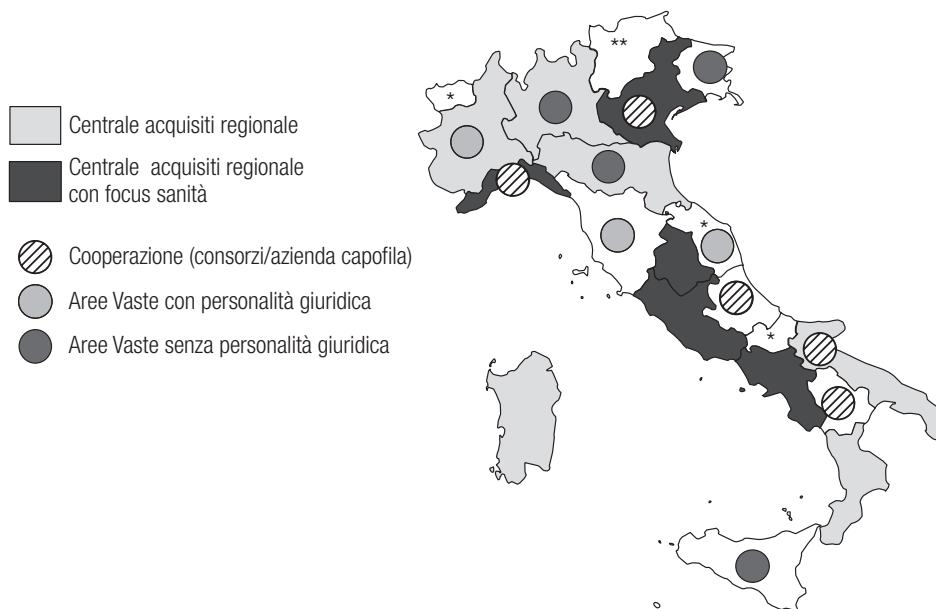 **
*
Centrale acquisiti regionale
Centrale acquisiti regionale
con focus sanità
*
Cooperazione (consorzi/azienda capofila)
Aree Vaste con personalità giuridica
*
Aree Vaste senza personalità giuridica